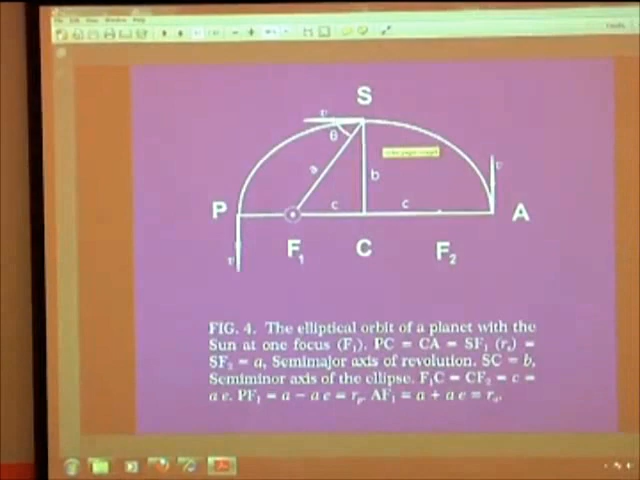 S
v
θ
a
b
P
c
c
v
A
v
F₁
C
F₂
FIG. 4. The elliptical orbit of a planet with the
Sun at one focus (F₁). PC = CA = SF₁ (rₛ) =
SF₂ = a, Semimajor axis of revolution. SC = b,
Semiminor axis of the ellipse. F₁C = CF₂ = c =
a e. PF₁ = a − a e = rₚ. AF₁ = a + a e = rₐ.